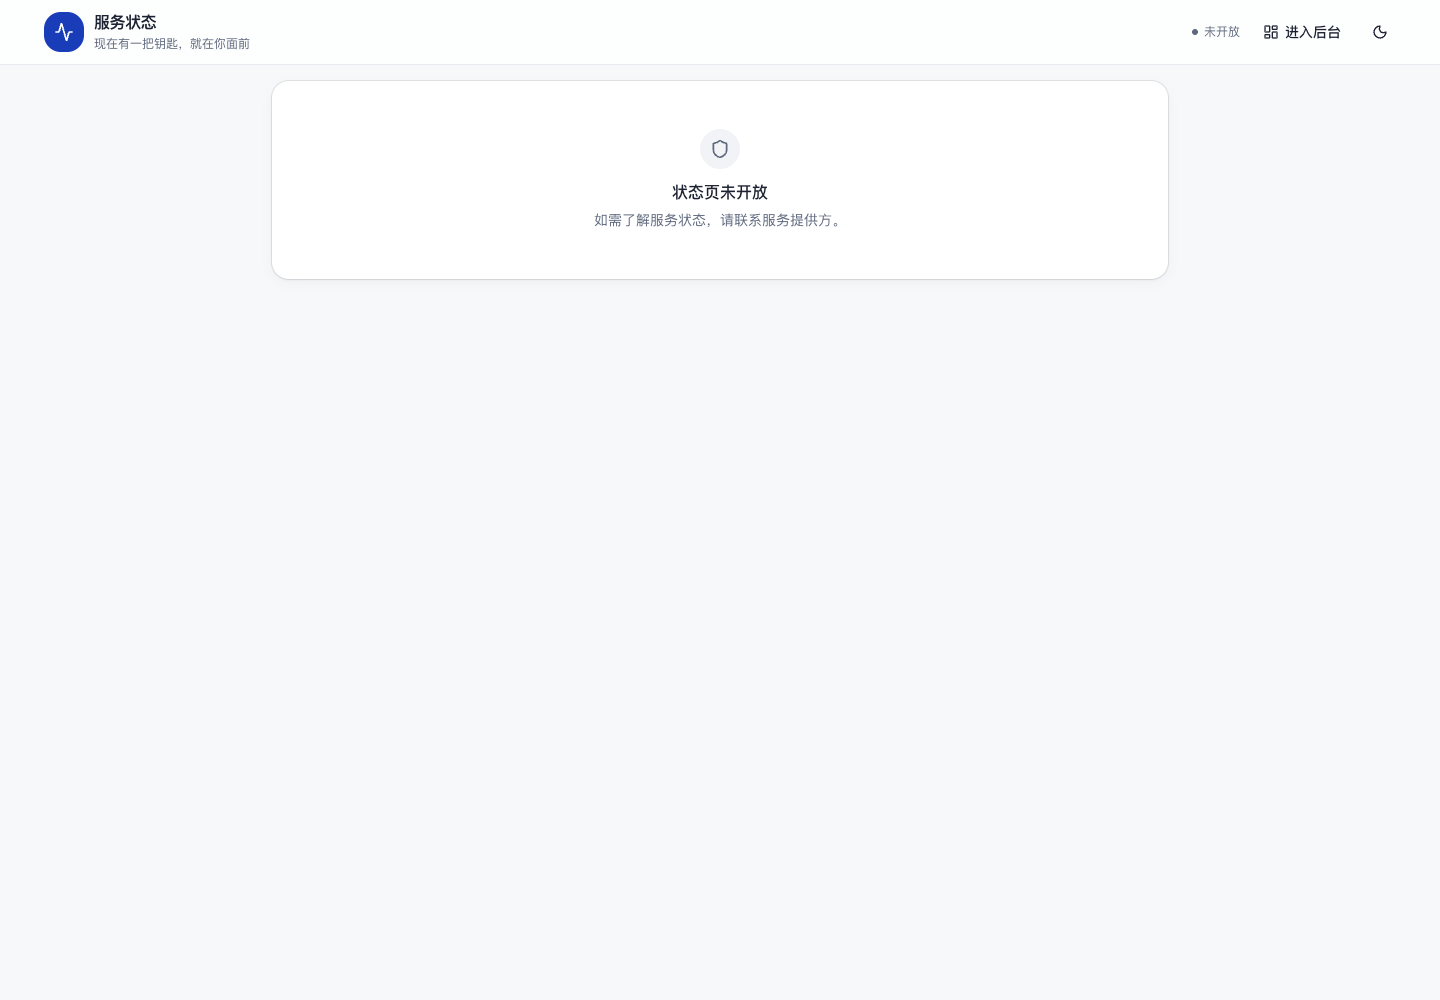 服务状态
现在有一把钥匙，就在你面前
未开放
进入后台
状态页未开放
如需了解服务状态，请联系服务提供方。